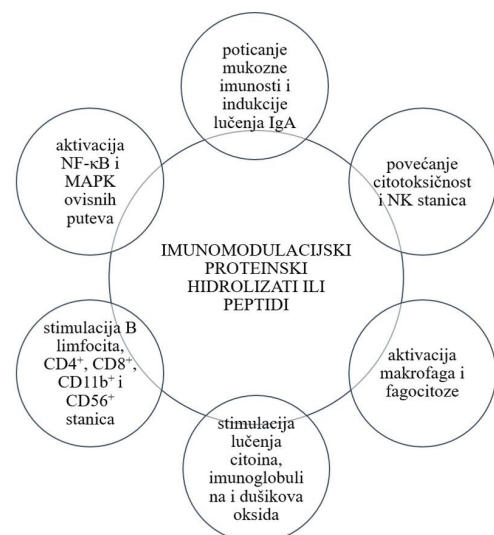 poticanje
mukozne
imunosti i
indukcije
lučenja IgA
povećanje
citotoksičnost
i NK stanica
aktivacija
makrofaga i
fagocitoze
stimulacija
lučenja
citoina,
imunoglobuli
na i dušikova
oksida
stimulacija B
limfocita,
CD4⁺, CD8⁺,
CD11b⁺ i
CD56⁺
stanica
aktivacija
NF-κB i
MAPK
ovisnih
puteva
IMUNOMODULACIJSKI
PROTEINSKI
HIDROLIZATI ILI
PEPTIDI